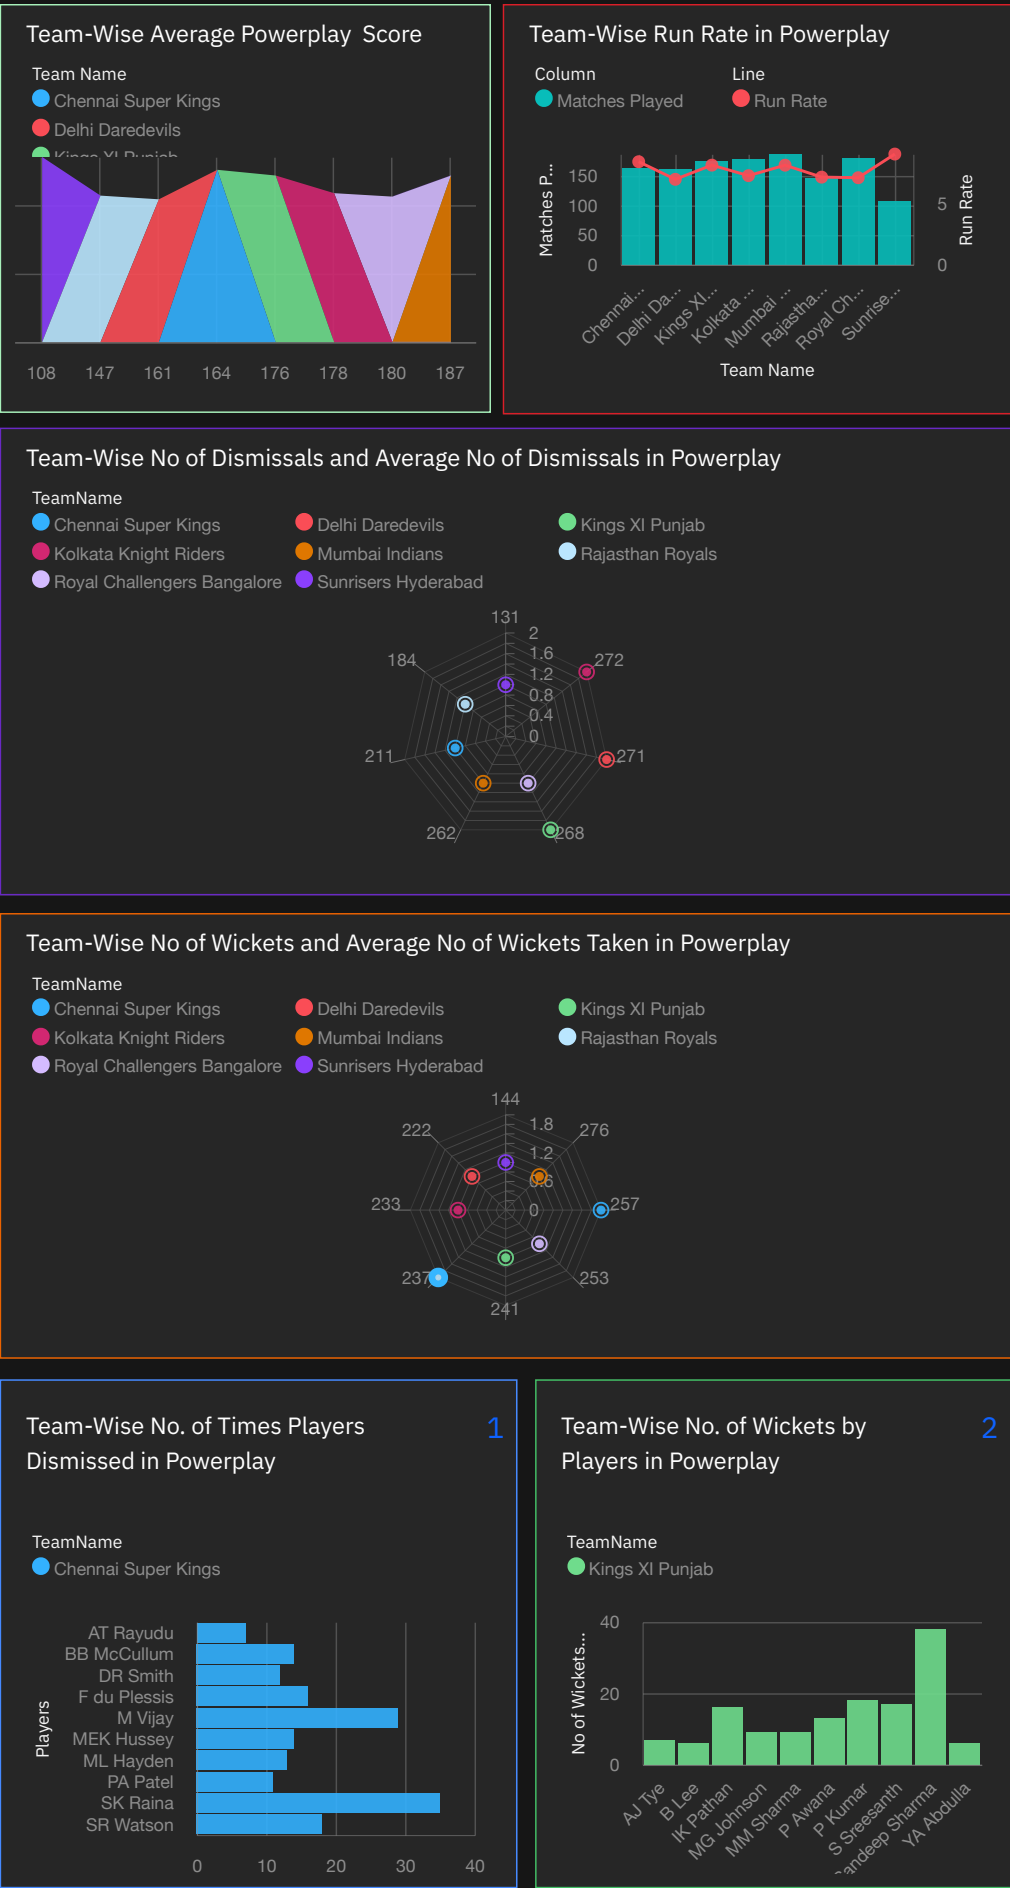 Team-Wise Average Powerplay Score
Team Name
Chennai Super Kings
Delhi Daredevils
Kings XI Punjab
108 147 161 164 176 178 180 187
Team-Wise Run Rate in Powerplay
Column Line
Matches Played Run Rate
Matches P...
150
100
50
0
5
0
Run Rate
Chennai... Delhi Da... Kings XI... Kolkata ... Mumbai ... Rajastha... Royal Ch... Sunrise...
Team Name
Team-Wise No of Dismissals and Average No of Dismissals in Powerplay
TeamName
Chennai Super Kings Delhi Daredevils Kings XI Punjab
Kolkata Knight Riders Mumbai Indians Rajasthan Royals
Royal Challengers Bangalore Sunrisers Hyderabad
131
2
184 1.6 272
1.2
0.8
0.4
0
211 271
262 268
Team-Wise No of Wickets and Average No of Wickets Taken in Powerplay
TeamName
Chennai Super Kings Delhi Daredevils Kings XI Punjab
Kolkata Knight Riders Mumbai Indians Rajasthan Royals
Royal Challengers Bangalore Sunrisers Hyderabad
144
1.8
222 276
1.2
0.6
233 0 257
237 253
241
Team-Wise No. of Times Players 1
Dismissed in Powerplay
TeamName
Chennai Super Kings
Players
AT Rayudu
BB McCullum
DR Smith
F du Plessis
M Vijay
MEK Hussey
ML Hayden
PA Patel
SK Raina
SR Watson
0 10 20 30 40
Team-Wise No. of Wickets by 2
Players in Powerplay
TeamName
Kings XI Punjab
No of Wickets...
40
20
0
AJ Tye B Lee IK Pathan MG Johnson MM Sharma P Awana P Kumar S Sreesanth Sandeep Sharma YA Abdulla